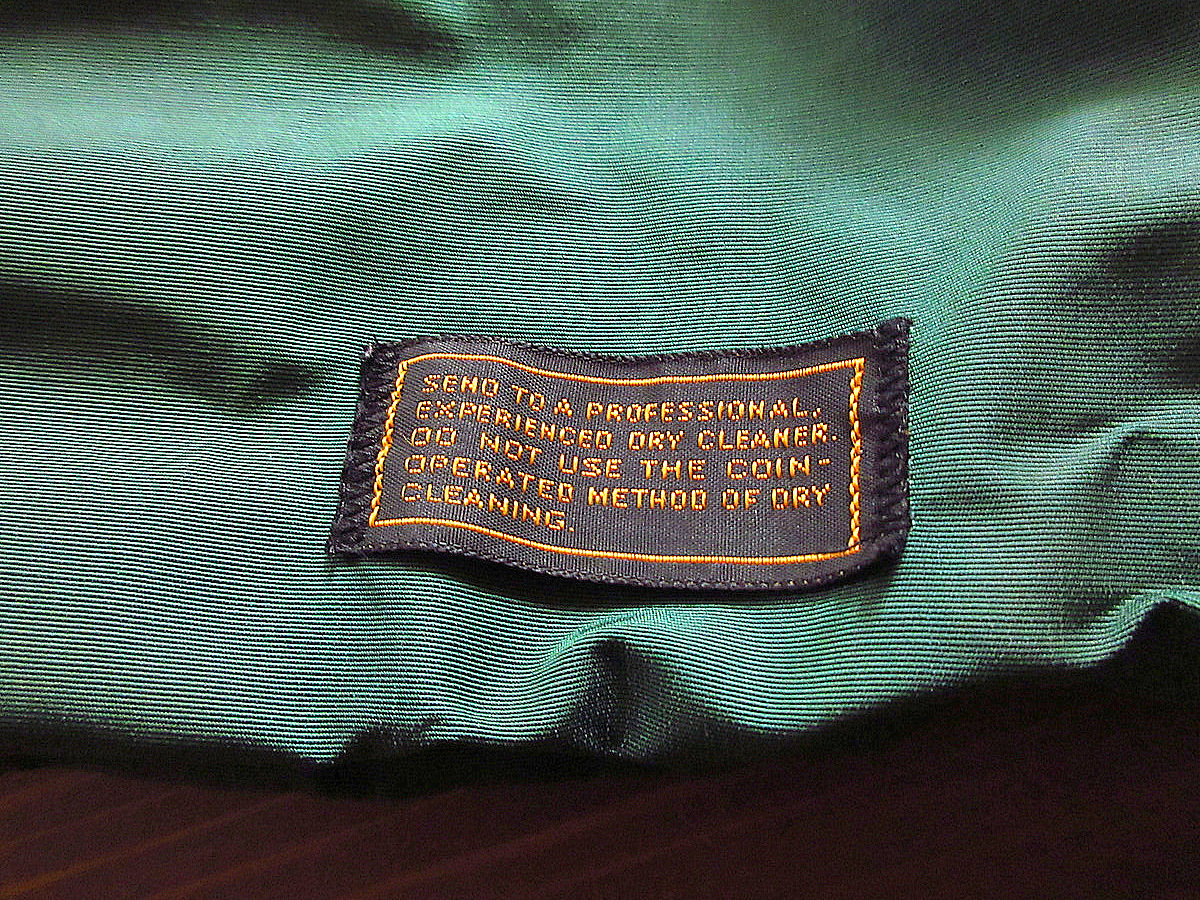 SEND TO A PROFESSIONAL,
EXPERIENCED DRY CLEANER.
DO NOT USE THE COIN-
OPERATED METHOD OF DRY
CLEANING.